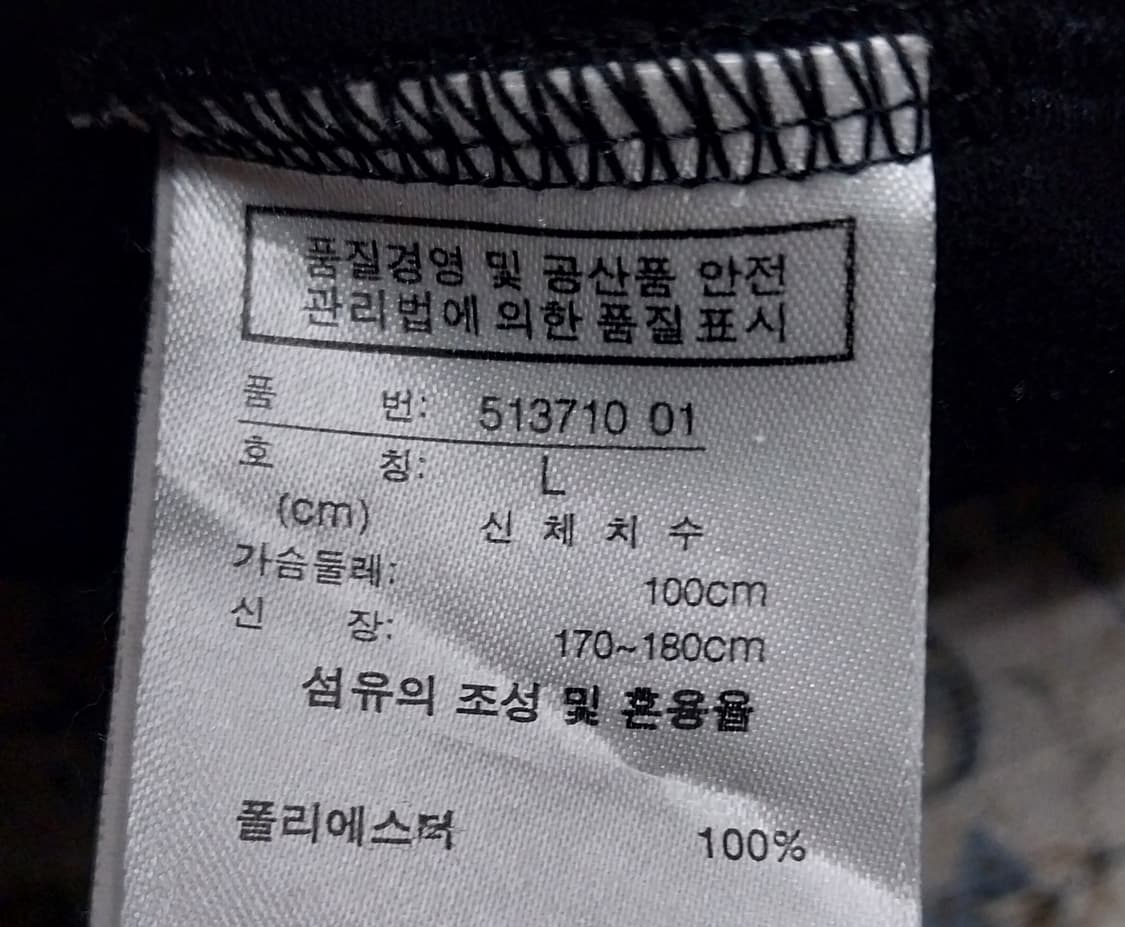 품질경영 및 공산품 안전
관리법에 의한 품질표시
품 번: 513710 01
호 칭: L
(cm) 신 체 치 수
가슴둘레: 100cm
신 장: 170~180cm
섬유의 조성 및 혼용율
폴리에스터 100%